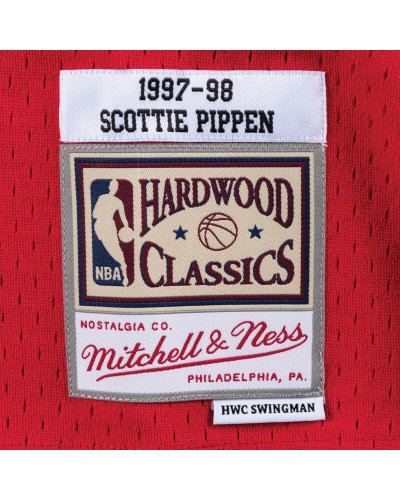 1997-98
SCOTTIE PIPPEN
HARDWOOD
NBA
CLASSICS
NOSTALGIA CO.
Mitchell & Ness
PHILADELPHIA, PA.
HWC SWINGMAN